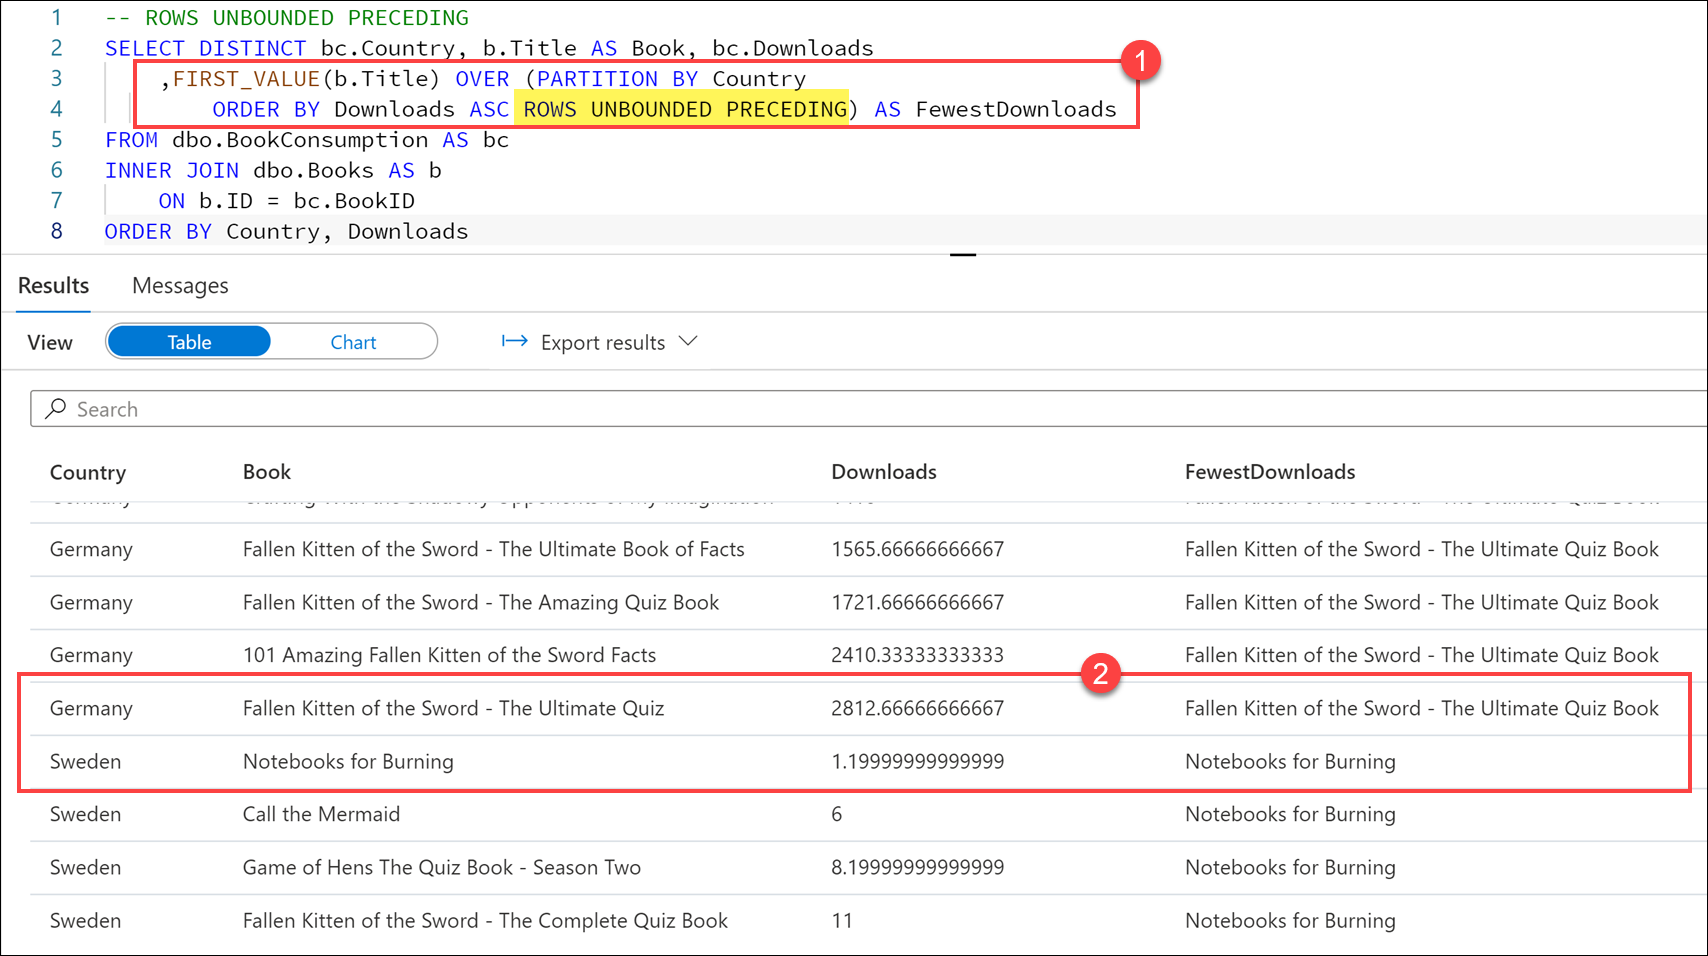 1 -- ROWS UNBOUNDED PRECEDING
2 SELECT DISTINCT bc.Country, b.Title AS Book, bc.Downloads
3 ,FIRST_VALUE(b.Title) OVER (PARTITION BY Country
1
4 ORDER BY Downloads ASC ROWS UNBOUNDED PRECEDING) AS FewestDownloads
5 FROM dbo.BookConsumption AS bc
6 INNER JOIN dbo.Books AS b
7 ON b.ID = bc.BookID
8 ORDER BY Country, Downloads
Results Messages
View Table Chart Export results
Search
Country Book Downloads FewestDownloads
Germany Fallen Kitten of the Sword - The Ultimate Quiz Book
Germany Fallen Kitten of the Sword - The Ultimate Book of Facts 1565.66666666667 Fallen Kitten of the Sword - The Ultimate Quiz Book
Germany Fallen Kitten of the Sword - The Amazing Quiz Book 1721.66666666667 Fallen Kitten of the Sword - The Ultimate Quiz Book
Germany 101 Amazing Fallen Kitten of the Sword Facts 2410.33333333333 Fallen Kitten of the Sword - The Ultimate Quiz Book
2
Germany Fallen Kitten of the Sword - The Ultimate Quiz 2812.66666666667 Fallen Kitten of the Sword - The Ultimate Quiz Book
Sweden Notebooks for Burning 1.19999999999999 Notebooks for Burning
Sweden Call the Mermaid 6 Notebooks for Burning
Sweden Game of Hens The Quiz Book - Season Two 8.19999999999999 Notebooks for Burning
Sweden Fallen Kitten of the Sword - The Complete Quiz Book 11 Notebooks for Burning